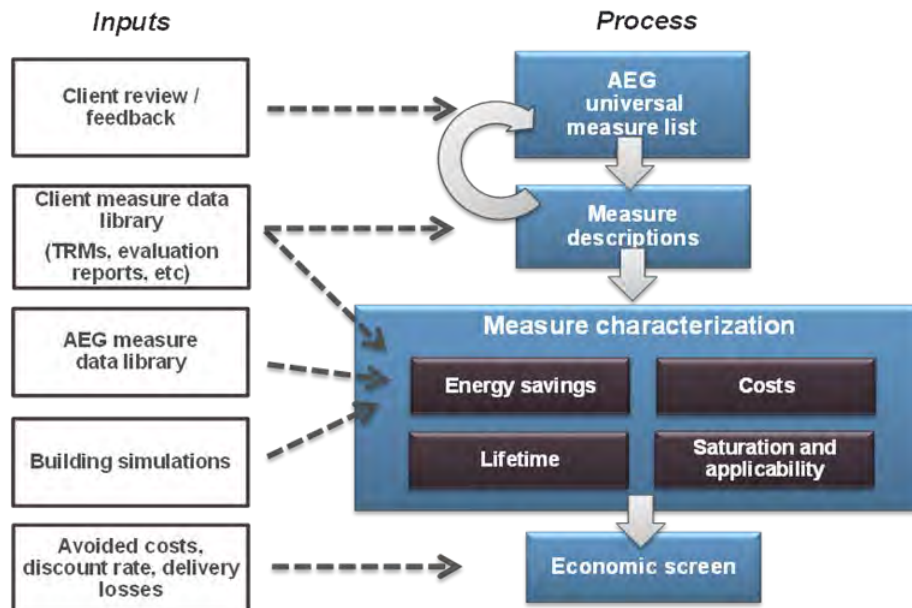 Inputs
Process
Client review /
feedback
AEG
universal
measure list
Client measure data
library
(TRMs, evaluation
reports, etc)
Measure
descriptions
Measure characterization
AEG measure
data library
Energy savings
Costs
Building simulations
Lifetime
Saturation and
applicability
Avoided costs,
discount rate, delivery
losses
Economic screen